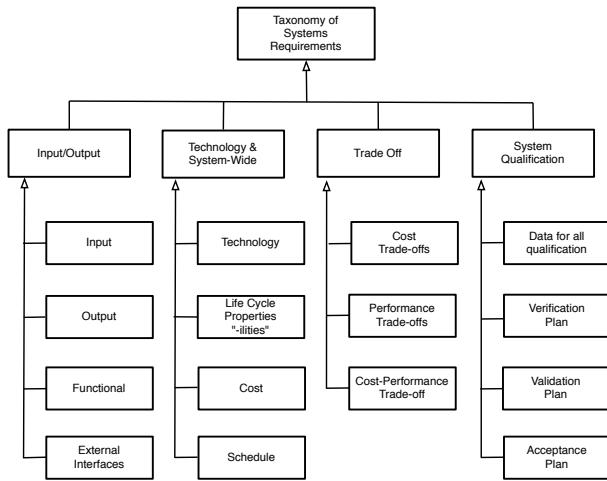 Taxonomy of
Systems
Requirements
Input/Output
Technology &
System-Wide
Trade Off
System
Qualification
Input
Output
Functional
External
Interfaces
Technology
Life Cycle
Properties
"-ilities"
Cost
Schedule
Cost
Trade-offs
Performance
Trade-offs
Cost-Performance
Trade-off
Data for all
qualification
Verification
Plan
Validation
Plan
Acceptance
Plan